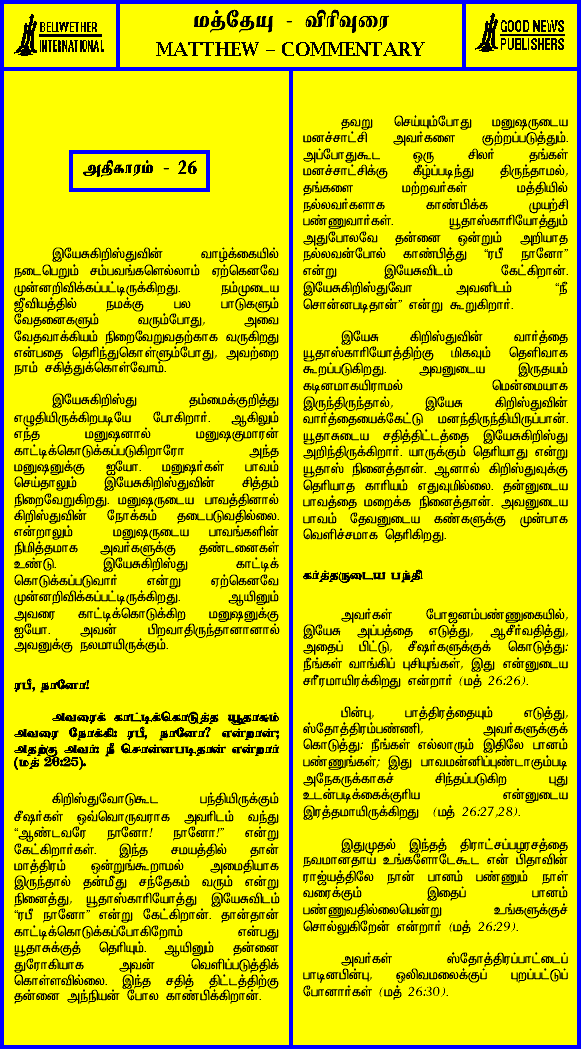 BELLWETHER
INTERNATIONAL
மத்தேயு - விரிவுரை
MATTHEW – COMMENTARY
GOOD NEWS
PUBLISHERS
அதிகாரம் - 26
இயேசுகிறிஸ்துவின் வாழ்க்கையில்
நடைபெறும் சம்பவங்களெல்லாம் ஏற்கெனவே
முன்னறிவிக்கப்பட்டிருக்கிறது. நம்முடைய
ஜீவியத்தில் நமக்கு பல பாடுகளும்
வேதனைகளும் வரும்போது, அவை
வேதவாக்கியம் நிறைவேறுவதற்காக வருகிறது
என்பதை தெரிந்துகொள்ளும்போது, அவற்றை
நாம் சகித்துக்கொள்வோம்.
இயேசுகிறிஸ்து தம்மைக்குறித்து
எழுதியிருக்கிறபடியே போகிறார். ஆகிலும்
எந்த மனுஷனால் மனுஷகுமாரன்
காட்டிக்கொடுக்கப்படுகிறாரோ அந்த
மனுஷனுக்கு ஐயோ. மனுஷர்கள் பாவம்
செய்தாலும் இயேசுகிறிஸ்துவின் சித்தம்
நிறைவேறுகிறது. மனுஷருடைய பாவத்தினால்
கிறிஸ்துவின் நோக்கம் தடைபடுவதில்லை.
என்றாலும் மனுஷருடைய பாவங்களின்
நிமித்தமாக அவர்களுக்கு தண்டனைகள்
உண்டு. இயேசுகிறிஸ்து காட்டிக்
கொடுக்கப்படுவார் என்று ஏற்கெனவே
முன்னறிவிக்கப்பட்டிருக்கிறது. ஆயினும்
அவரை காட்டிக்கொடுக்கிற மனுஷனுக்கு
ஐயோ. அவன் பிறவாதிருந்தானானால்
அவனுக்கு நலமாயிருக்கும்.
ரபீ, நானோ!
அவரைக் காட்டிக்கொடுத்த யூதாசும்
அவரை நோக்கி: ரபீ, நானோ? என்றான்;
அதற்கு அவர்: நீ சொன்னபடிதான் என்றார்
(மத் 26:25).
கிறிஸ்துவோடுகூட பந்தியிருக்கும்
சீஷர்கள் ஒவ்வொருவராக அவரிடம் வந்து
“ஆண்டவரே நானோ! நானோ!” என்று
கேட்கிறார்கள். இந்த சமயத்தில் தான்
மாத்திரம் ஒன்றுங்கூறாமல் அமைதியாக
இருந்தால் தன்மீது சந்தேகம் வரும் என்று
நினைத்து, யூதாஸ்காரியோத்து இயேசுவிடம்
“ரபீ நானோ” என்று கேட்கிறான். தான்தான்
காட்டிக்கொடுக்கப்போகிறோம் என்பது
யூதாசுக்குத் தெரியும். ஆயினும் தன்னை
துரோகியாக அவன் வெளிப்படுத்திக்
கொள்ளவில்லை. இந்த சதித் திட்டத்திற்கு
தன்னை அந்நியன் போல காண்பிக்கிறான்.
தவறு செய்யும்போது மனுஷருடைய
மனச்சாட்சி அவர்களை குற்றப்படுத்தும்.
அப்போதுகூட ஒரு சிலர் தங்கள்
மனச்சாட்சிக்கு கீழ்ப்படிந்து திருந்தாமல்,
தங்களை மற்றவர்கள் மத்தியில்
நல்லவர்களாக காண்பிக்க முயற்சி
பண்ணுவார்கள். யூதாஸ்காரியோத்தும்
அதுபோலவே தன்னை ஒன்றும் அறியாத
நல்லவன்போல் காண்பித்து “ரபீ நானோ”
என்று இயேசுவிடம் கேட்கிறான்.
இயேசுகிறிஸ்துவோ அவனிடம் “நீ
சொன்னபடிதான்” என்று கூறுகிறார்.
இயேசு கிறிஸ்துவின் வார்த்தை
யூதாஸ்காரியோத்திற்கு மிகவும் தெளிவாக
கூறப்படுகிறது. அவனுடைய இருதயம்
கடினமாகயிராமல் மென்மையாக
இருந்திருந்தால், இயேசு கிறிஸ்துவின்
வார்த்தையைக்கேட்டு மனந்திருந்தியிருப்பான்.
யூதாசுடைய சதித்திட்டத்தை இயேசுகிறிஸ்து
அறிந்திருக்கிறார். யாருக்கும் தெரியாது என்று
யூதாஸ் நினைத்தான். ஆனால் கிறிஸ்துவுக்கு
தெரியாத காரியம் எதுவுமில்லை. தன்னுடைய
பாவத்தை மறைக்க நினைத்தான். அவனுடைய
பாவம் தேவனுடைய கண்களுக்கு முன்பாக
வெளிச்சமாக தெரிகிறது.
கர்த்தருடைய பந்தி
அவர்கள் போஜனம்பண்ணுகையில்,
இயேசு அப்பத்தை எடுத்து, ஆசீர்வதித்து,
அதைப் பிட்டு, சீஷர்களுக்குக் கொடுத்து:
நீங்கள் வாங்கிப் புசியுங்கள், இது என்னுடைய
சரீரமாயிரக்கிறது என்றார் (மத் 26:26).
பின்பு, பாத்திரத்தையும் எடுத்து,
ஸ்தோத்திரம்பண்ணி, அவர்களுக்குக்
கொடுத்து: நீங்கள் எல்லாரும் இதிலே பானம்
பண்ணுங்கள்; இது பாவமன்னிப்புண்டாகும்படி
அநேகருக்காகச் சிந்தப்படுகிற புது
உடன்படிக்கைக்குரிய என்னுடைய
இரத்தமாயிருக்கிறது (மத் 26:27,28).
இதுமுதல் இந்தத் திராட்சப்பழரசத்தை
நவமானதாய் உங்களோடேகூட என் பிதாவின்
ராஜ்யத்திலே நான் பானம் பண்ணும் நாள்
வரைக்கும் இதைப் பானம்
பண்ணுவதில்லையென்று உங்களுக்குச்
சொல்லுகிறேன் என்றார் (மத் 26:29).
அவர்கள் ஸ்தோத்திரப்பாட்டைப்
பாடினபின்பு, ஒலிவமலைக்குப் புறப்பட்டுப்
போனார்கள் (மத் 26:30).